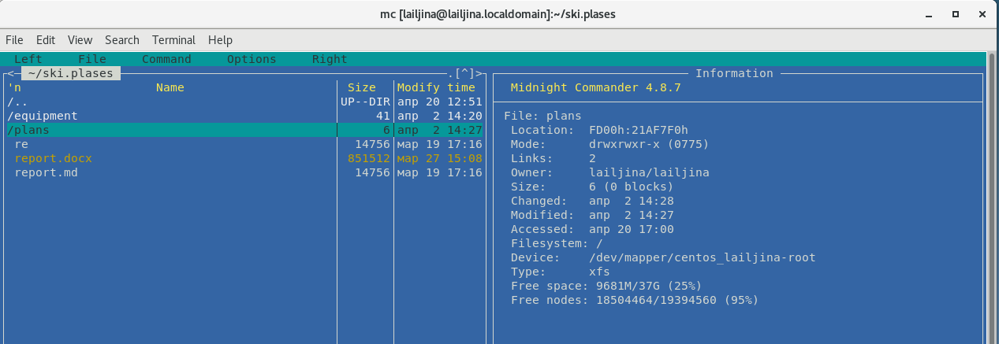 mc [lailjina@lailjina.localdomain]:~/ski.plases
File Edit View Search Terminal Help
Left File Command Options Right
<─ ~/ski.plases ─.[^]>
'n Name Size Modify time
/.. UP--DIR апр 20 12:51
/equipment 41 апр 2 14:20
/plans 6 апр 2 14:27
re 14756 мар 19 17:16
report.docx 851512 мар 27 15:08
report.md 14756 мар 19 17:16
Information
Midnight Commander 4.8.7
File: plans
Location: FD00h:21AF7F0h
Mode: drwxrwxr-x (0775)
Links: 2
Owner: lailjina/lailjina
Size: 6 (0 blocks)
Changed: апр 2 14:28
Modified: апр 2 14:27
Accessed: апр 20 17:00
Filesystem: /
Device: /dev/mapper/centos_lailjina-root
Type: xfs
Free space: 9681M/37G (25%)
Free nodes: 18504464/19394560 (95%)